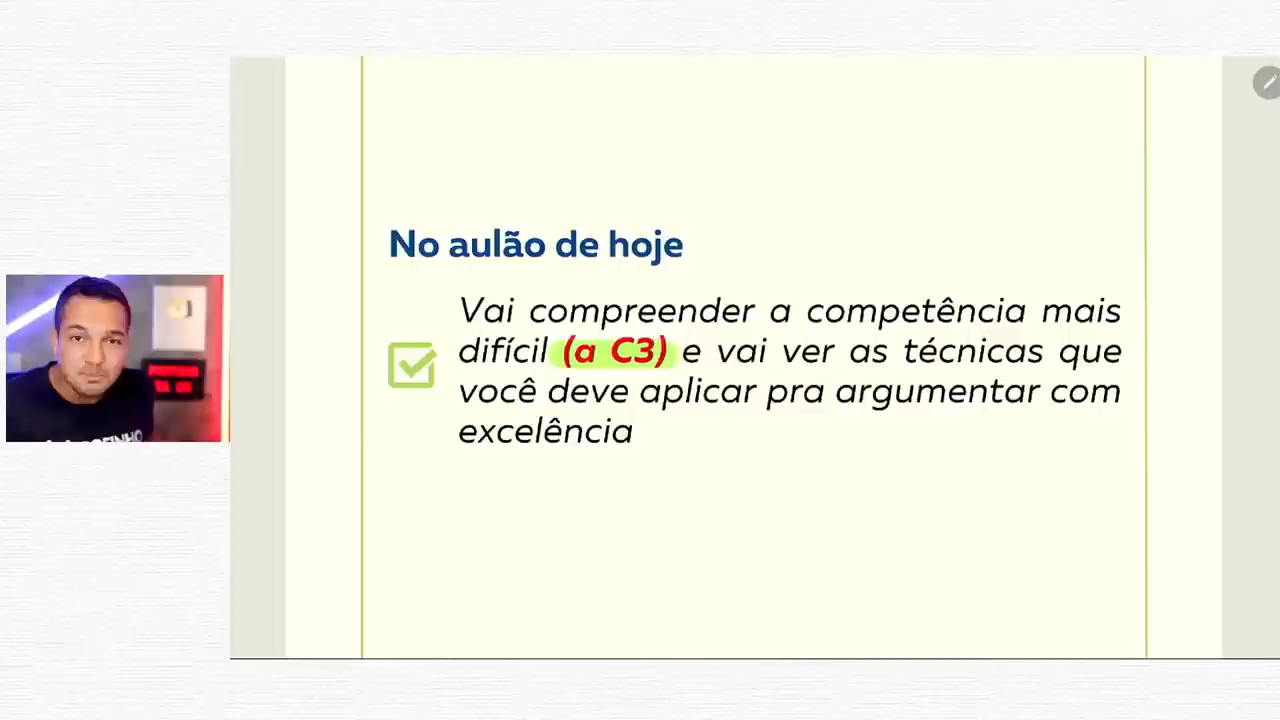 No aulão de hoje
Vai compreender a competência mais
difícil (a C3) e vai ver as técnicas que
você deve aplicar pra argumentar com
excelência